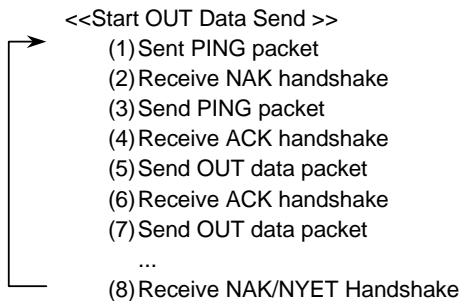 <<Start OUT Data Send >>
(1) Sent PING packet
(2) Receive NAK handshake
(3) Send PING packet
(4) Receive ACK handshake
(5) Send OUT data packet
(6) Receive ACK handshake
(7) Send OUT data packet
...
(8) Receive NAK/NYET Handshake